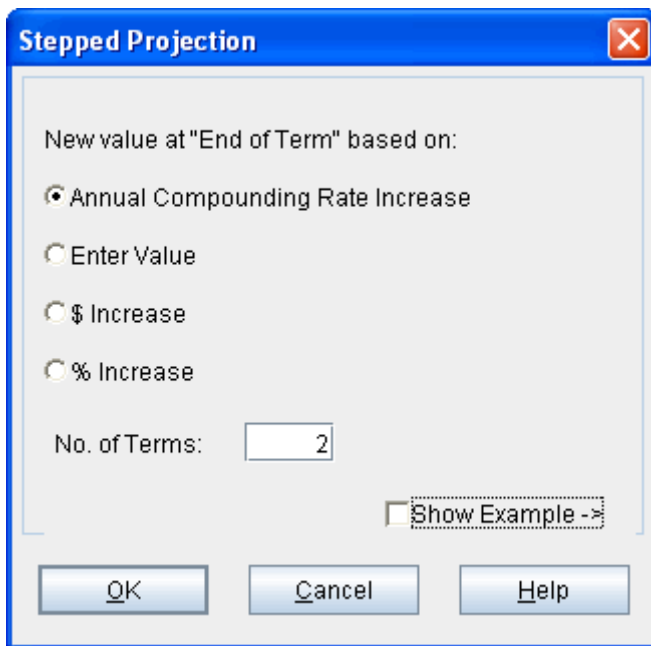 Stepped Projection
New value at "End of Term" based on:
Annual Compounding Rate Increase
Enter Value
$ Increase
% Increase
No. of Terms: 2
Show Example ->
OK Cancel Help